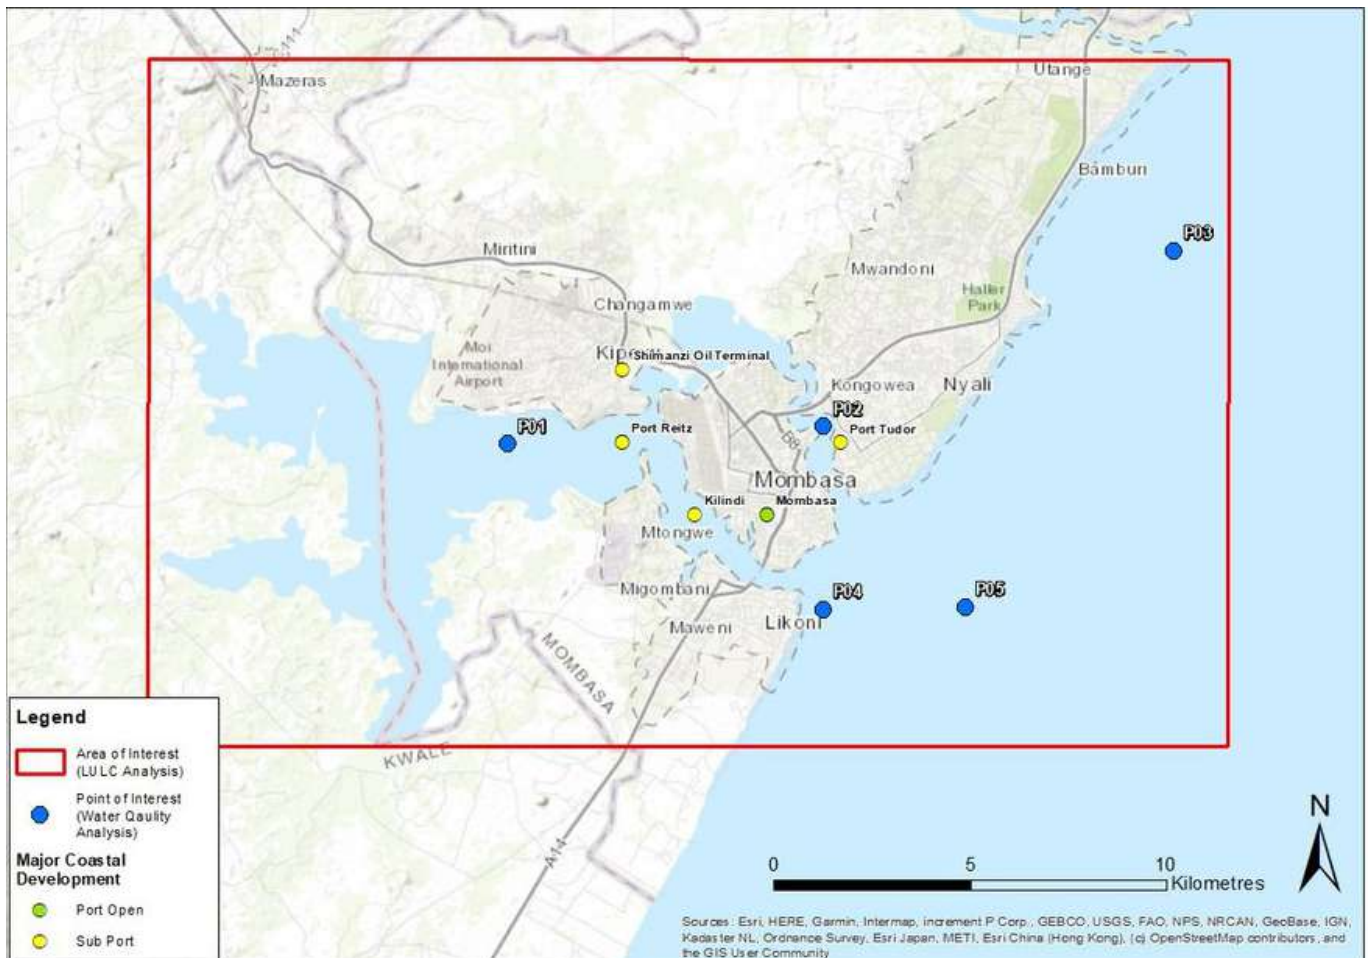 Utange
Mazeras
Bâmburi
P03
Miritini
Mwandoni
Haller
Park
Changamwe
Moi
International
Airport
Shimanzi Oil Terminal
Kongowea
Nyali
P01
Port Reitz
P02
Port Tudor
B8
Mombasa
Kilindi
Mombasa
Mtongwe
Migombani
P04
P05
Maweni
Likoni
MOMBASA
KWALE
A14
Legend
Area of Interest
(LULC Analysis)
Point of Interest
(Water Qaulity
Analysis)
Major Coastal
Development
Port Open
Sub Port
N
0 5 10
Kilometres
Sources: Esri, HERE, Garmin, Intermap, increment P Corp., GEBCO, USGS, FAO, NPS, NRCAN, GeoBase, IGN,
Kadaster NL, Ordnance Survey, Esri Japan, METI, Esri China (Hong Kong), (c) OpenStreetMap contributors, and
the GIS User Community